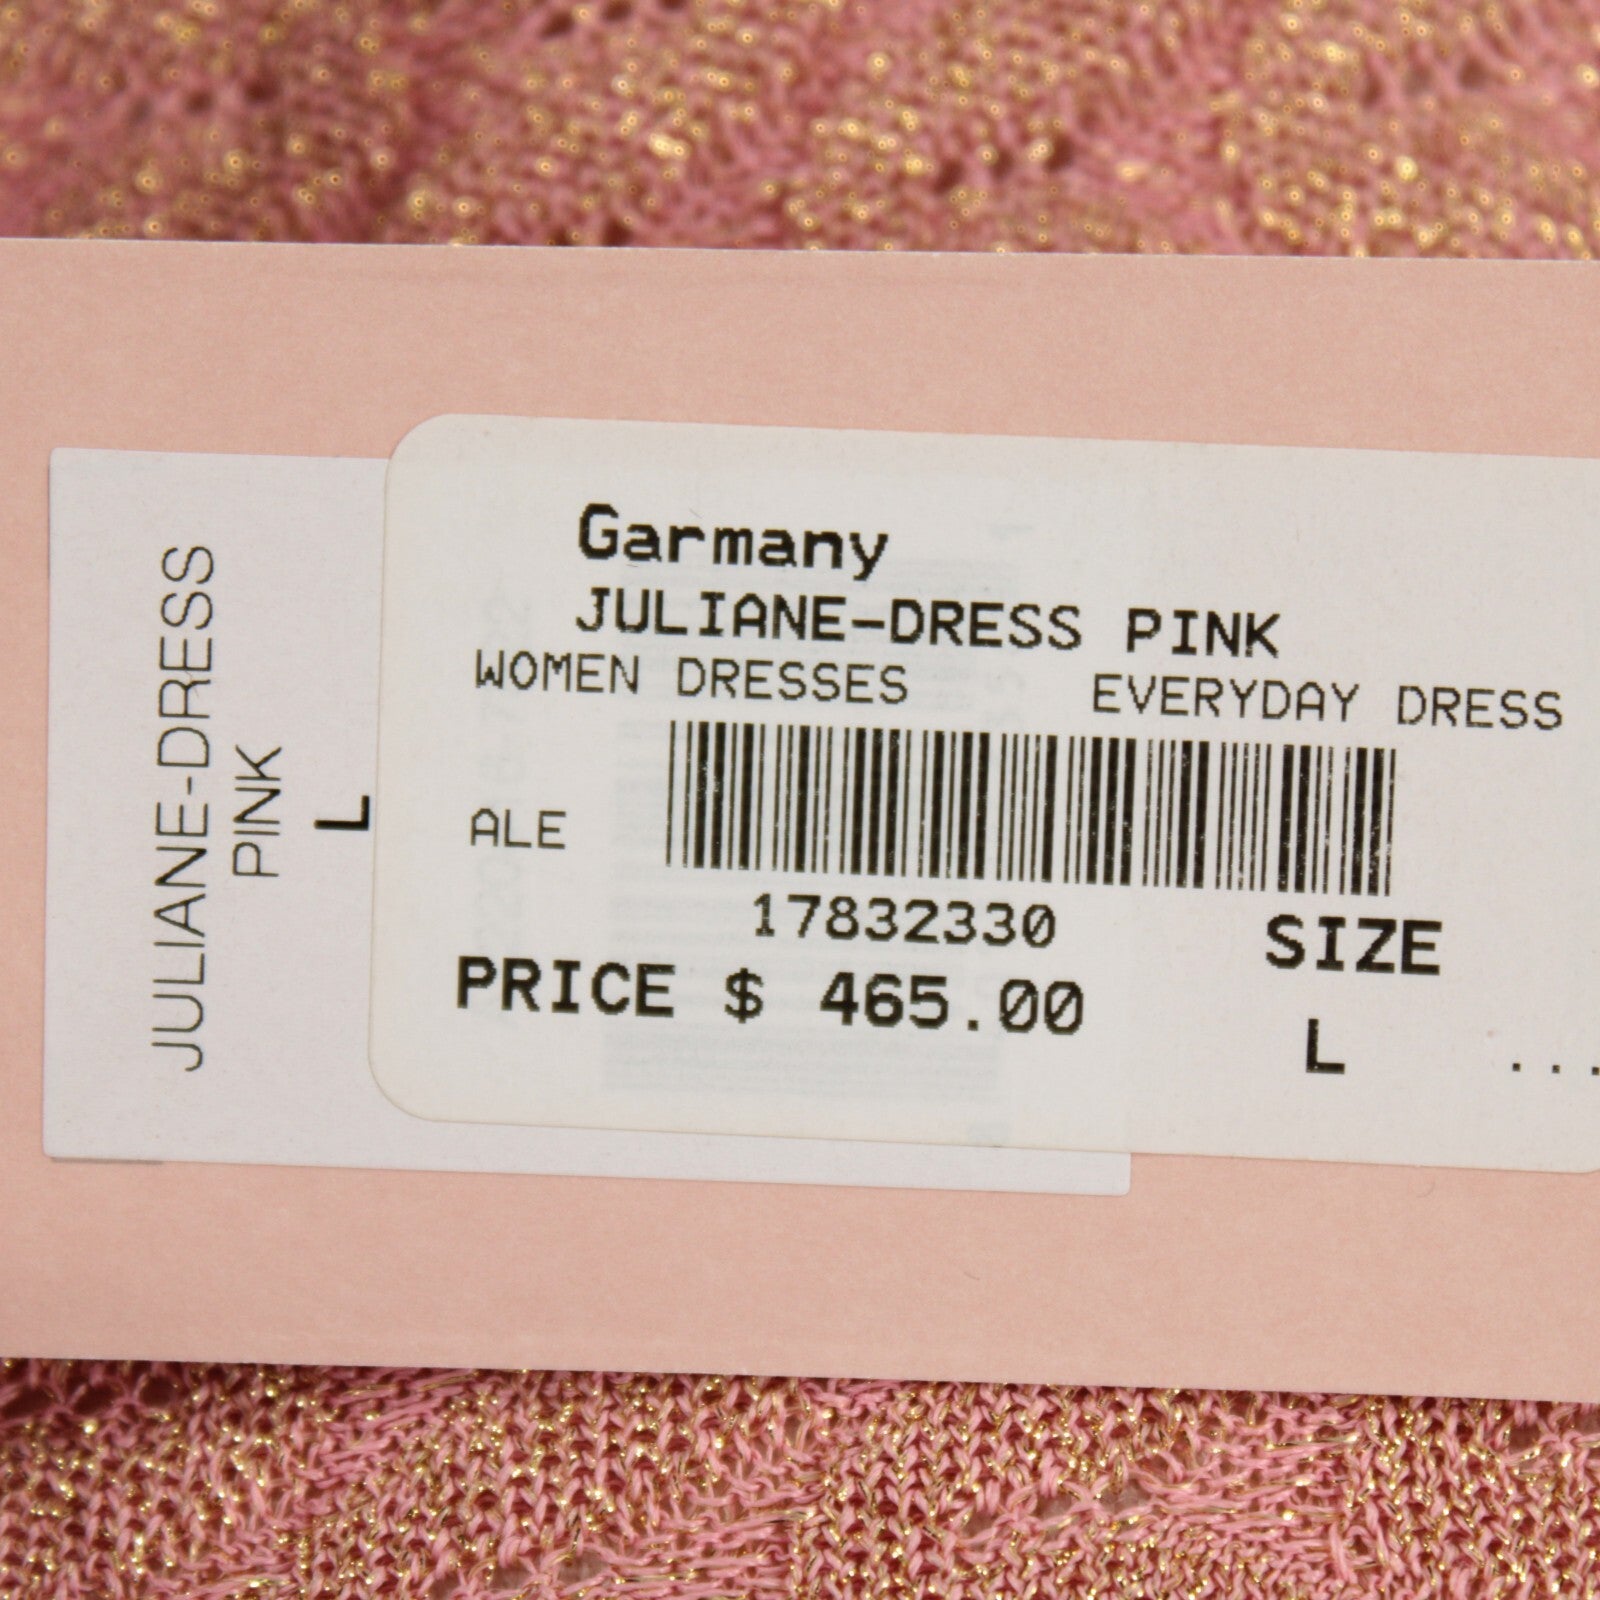 JULIANE-DRESS
PINK
L
Garmany
JULIANE-DRESS PINK
WOMEN DRESSES EVERYDAY DRESS
ALE
17832330
SIZE
PRICE $ 465.00
L ...